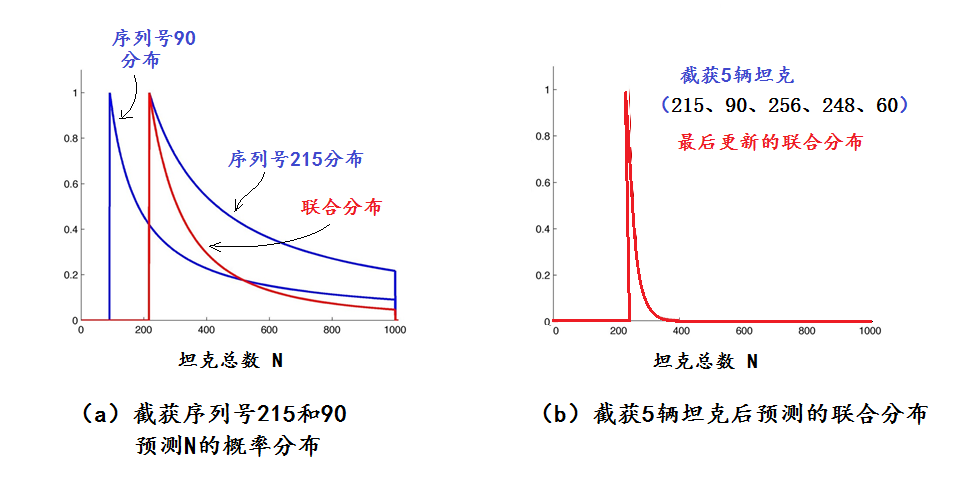 序列号90
分布
1
0.8
0.6
0.4
0.2
0
0
200
400
600
800
1000
序列号215分布
联合分布
坦克总数 N
(a) 截获序列号215和90
预测N的概率分布
截获5辆坦克
(215、90、256、248、60)
最后更新的联合分布
1
0.8
0.6
0.4
0.2
0
0
200
400
600
800
1000
坦克总数 N
(b) 截获5辆坦克后预测的联合分布